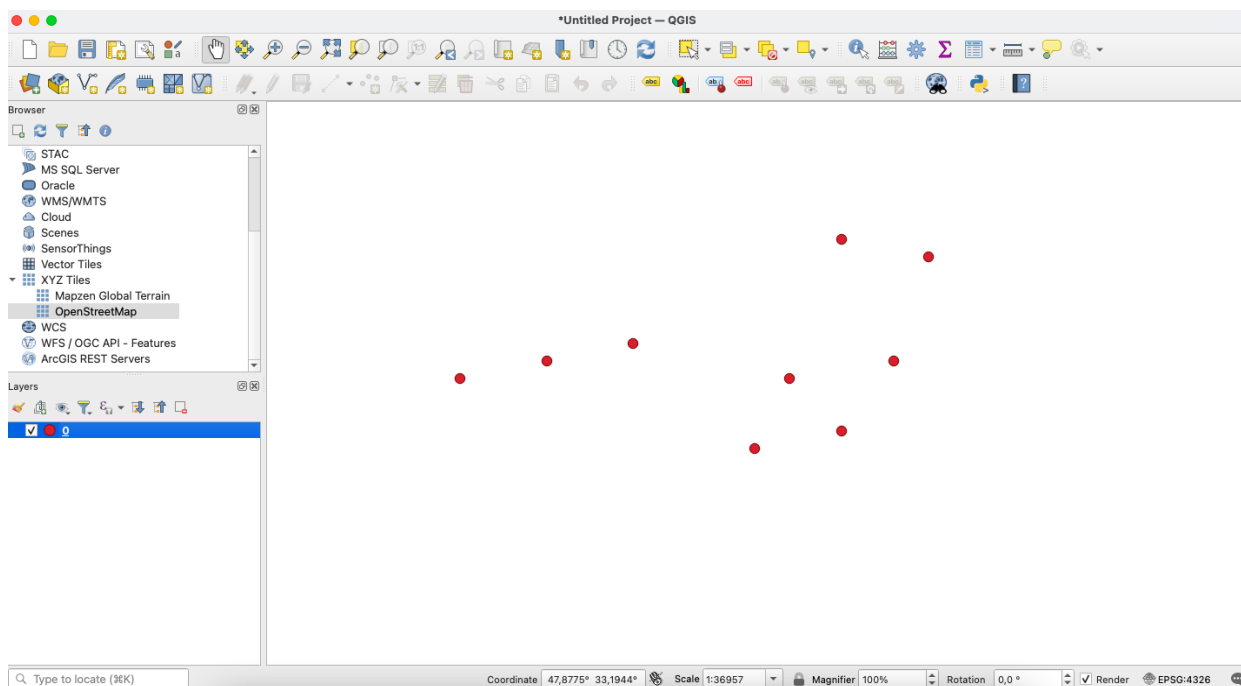 *Untitled Project — QGIS
abc
Browser
STAC
MS SQL Server
Oracle
WMS/WMTS
Cloud
Scenes
SensorThings
Vector Tiles
XYZ Tiles
Mapzen Global Terrain
OpenStreetMap
WCS
WFS / OGC API - Features
ArcGIS REST Servers
Layers
0
Type to locate (⌘K)
Coordinate 47,8775° 33,1944° Scale 1:36957 Magnifier 100% Rotation 0,0 ° Render EPSG:4326